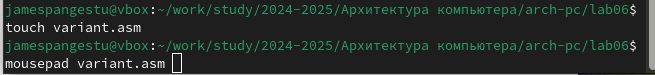 jamespangestu@vbox:~/work/study/2024-2025/Архитектура компьютера/arch-pc/lab06$
touch variant.asm
jamespangestu@vbox:~/work/study/2024-2025/Архитектура компьютера/arch-pc/lab06$
mousepad variant.asm